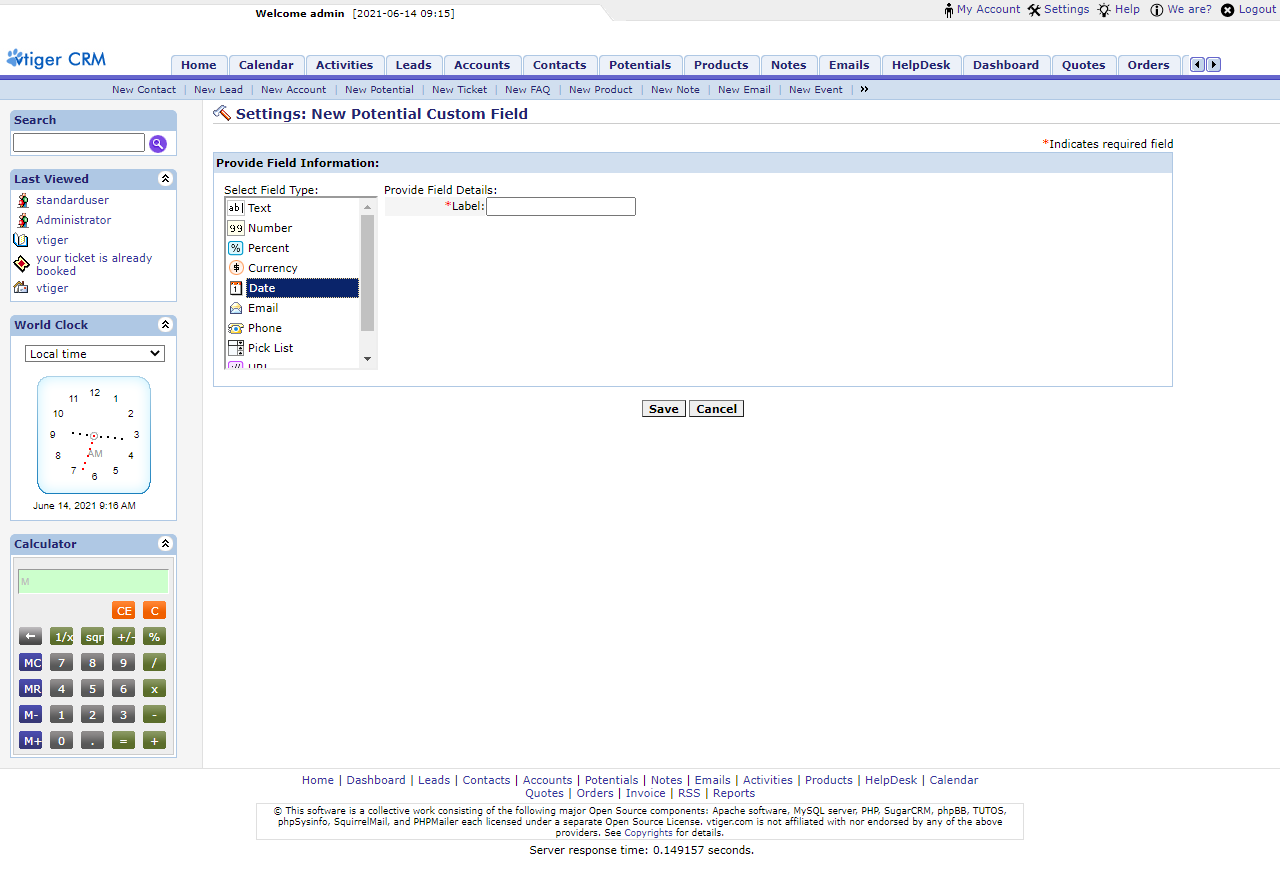 Welcome admin [2021-06-14 09:15]
My Account Settings Help We are? Logout
vtiger CRM
Home Calendar Activities Leads Accounts Contacts Potentials Products Notes Emails HelpDesk Dashboard Quotes Orders
New Contact | New Lead | New Account | New Potential | New Ticket | New FAQ | New Product | New Note | New Email | New Event | »
Search
Last Viewed
standarduser
Administrator
vtiger
your ticket is already
booked
vtiger
World Clock
Local time
12
11 1
10 2
9 3
AM
8 4
7 5
6
June 14, 2021 9:16 AM
Calculator
M
CE C
← 1/x sqr +/- %
MC 7 8 9 /
MR 4 5 6 x
M- 1 2 3 -
M+ 0 . = +
Settings: New Potential Custom Field
*Indicates required field
Provide Field Information:
Select Field Type:
ab| Text
99 Number
% Percent
$ Currency
1 Date
Email
Phone
Pick List
URL
Provide Field Details:
*Label:
Save Cancel
Home | Dashboard | Leads | Contacts | Accounts | Potentials | Notes | Emails | Activities | Products | HelpDesk | Calendar
Quotes | Orders | Invoice | RSS | Reports
© This software is a collective work consisting of the following major Open Source components: Apache software, MySQL server, PHP, SugarCRM, phpBB, TUTOS,
phpSysinfo, SquirrelMail, and PHPMailer each licensed under a separate Open Source License. vtiger.com is not affiliated with nor endorsed by any of the above
providers. See Copyrights for details.
Server response time: 0.149157 seconds.